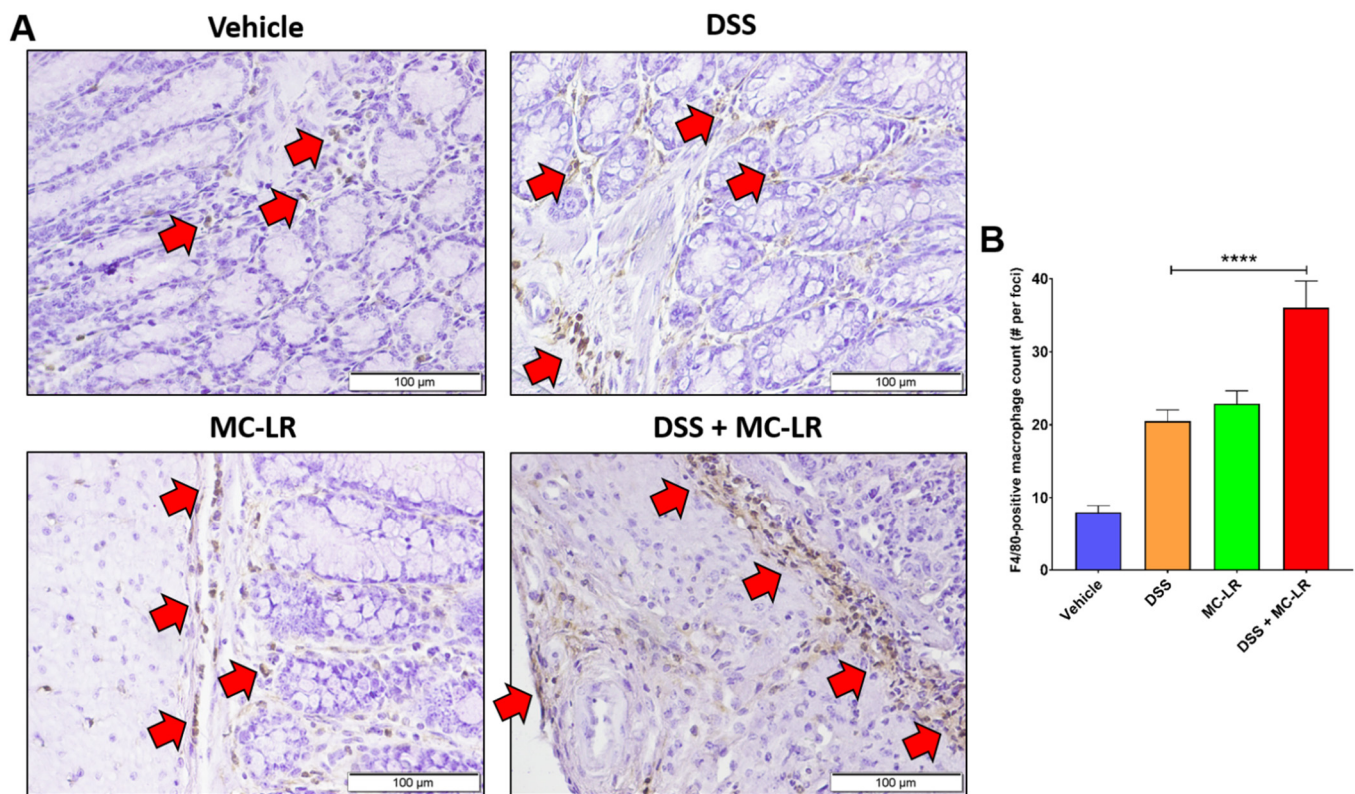 A
Vehicle
DSS
100 µm
100 µm
MC-LR
DSS + MC-LR
100 µm
100 µm
B
****
F4/80-positive macrophage count (# per foci)
40
30
20
10
0
Vehicle
DSS
MC-LR
DSS + MC-LR